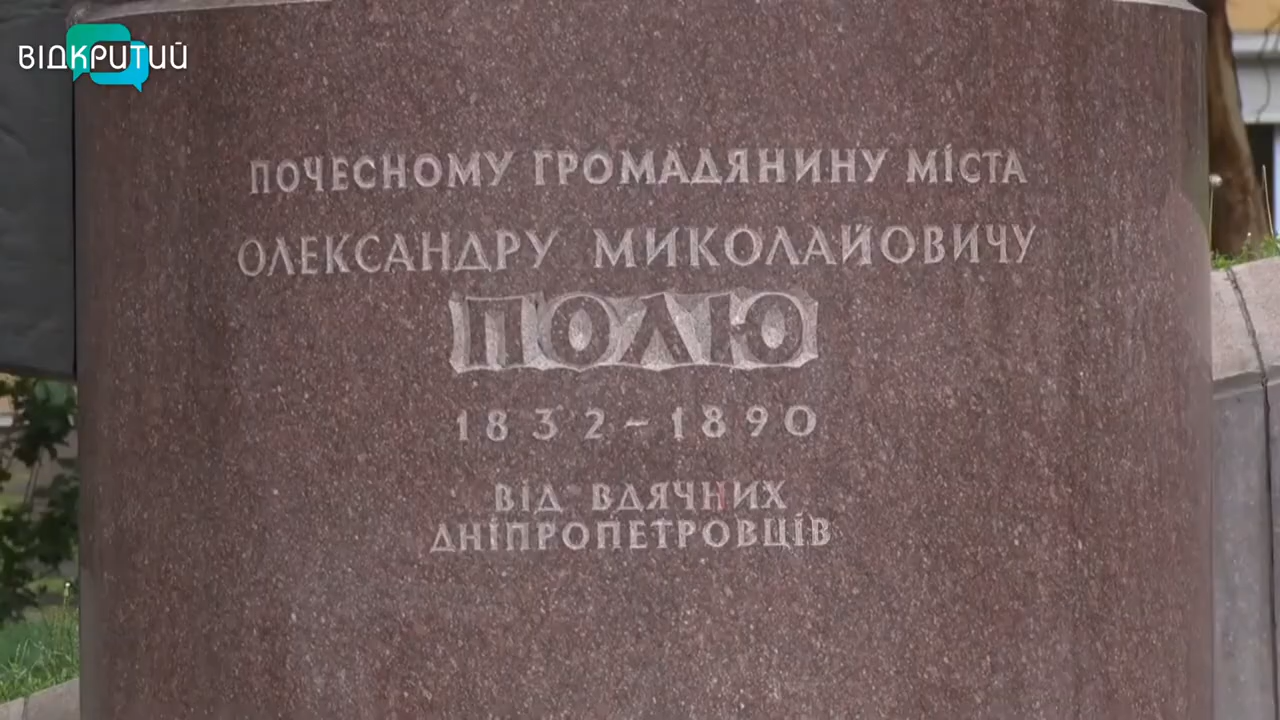 ВІДКРИТИЙ
ПОЧЕСНОМУ ГРОМАДЯНИНУ МІСТА
ОЛЕКСАНДРУ МИКОЛАЙОВИЧУ
ПОЛЮ
1832-1890
ВІД ВДЯЧНИХ
ДНІПРОПЕТРОВЦІВ